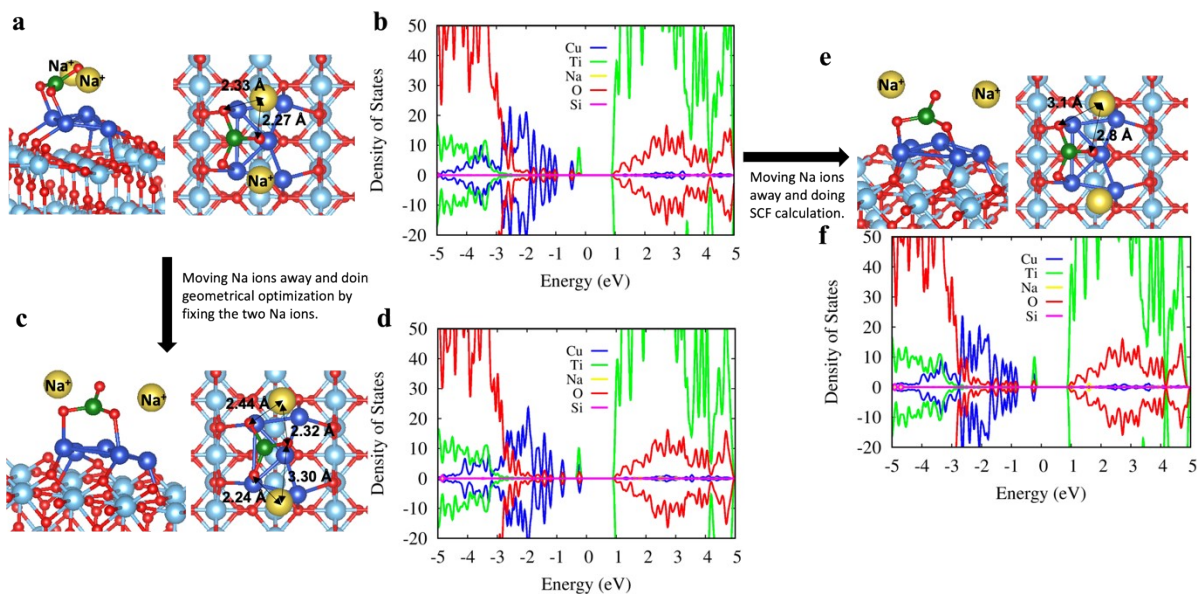 a
Na⁺
Na⁺
2.33 Å
2.27 Å
Na⁺
b
50
40
30
20
10
0
-10
-20
Density of States
Cu
Ti
Na
O
Si
-5 -4 -3 -2 -1 0 1 2 3 4 5
Energy (eV)
Moving Na ions
away and doing
SCF calculation.
e
Na⁺
Na⁺
3.1 Å
2.8 Å
Moving Na ions away and doin
geometrical optimization by
fixing the two Na ions.
c
Na⁺
Na⁺
2.44 Å
2.32 Å
3.30 Å
2.24 Å
d
50
40
30
20
10
0
-10
-20
Density of States
Cu
Ti
Na
O
Si
-5 -4 -3 -2 -1 0 1 2 3 4 5
Energy (eV)
f
50
40
30
20
10
0
-10
-20
Density of States
Cu
Ti
Na
O
Si
-5 -4 -3 -2 -1 0 1 2 3 4 5
Energy (eV)